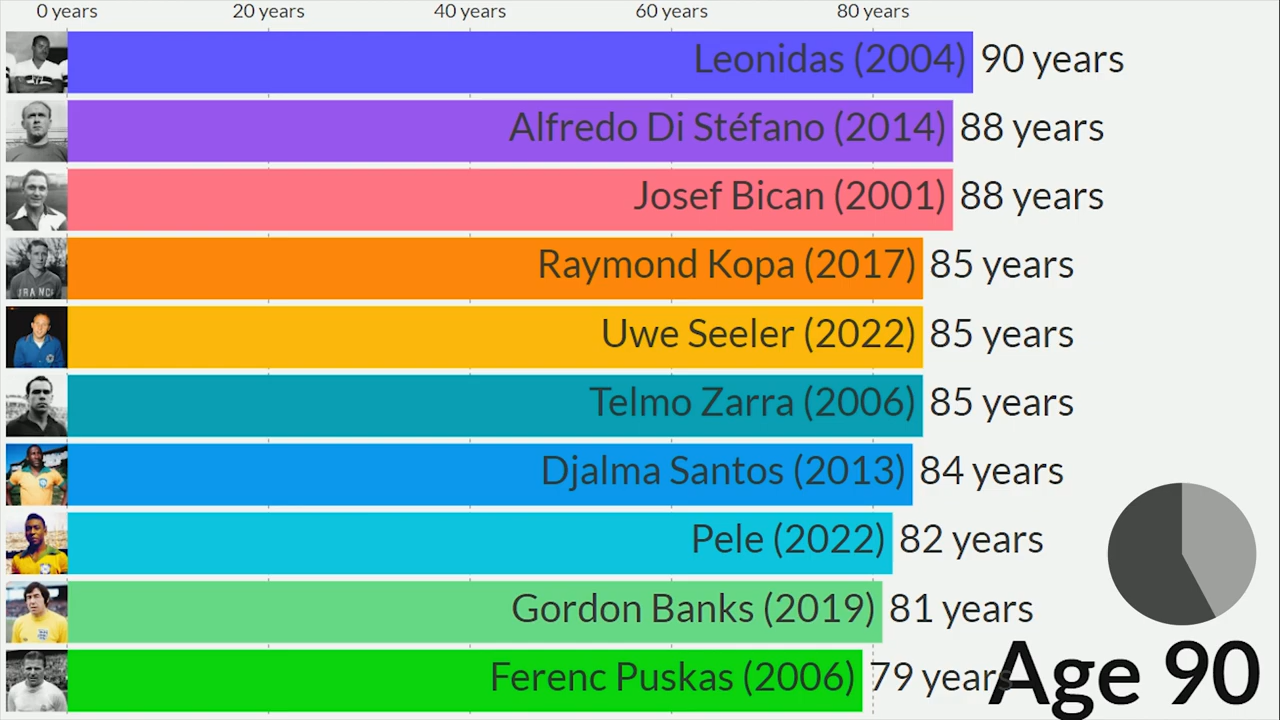 0 years 20 years 40 years 60 years 80 years
Leonidas (2004) 90 years
Alfredo Di Stéfano (2014) 88 years
Josef Bican (2001) 88 years
Raymond Kopa (2017) 85 years
FRANCE
Uwe Seeler (2022) 85 years
Telmo Zarra (2006) 85 years
Djalma Santos (2013) 84 years
Pele (2022) 82 years
Gordon Banks (2019) 81 years
Ferenc Puskas (2006) 79 years
Age 90